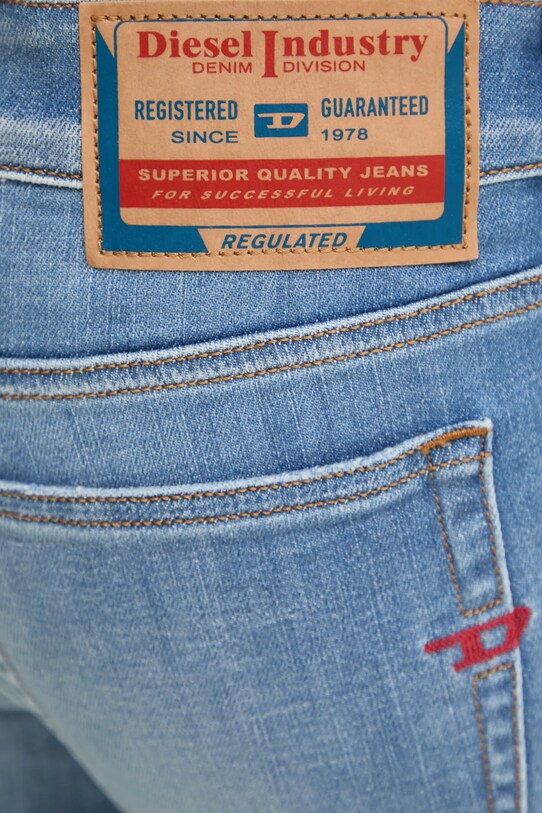 Diesel Industry
DENIM DIVISION
REGISTERED D GUARANTEED
SINCE 1978
SUPERIOR QUALITY JEANS
FOR SUCCESSFUL LIVING
REGULATED
D